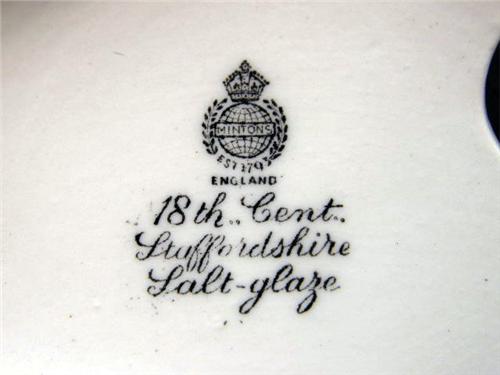 MINTONS
EST 1793
ENGLAND
18th.. Cent..
Staffordshire
Salt-glaze